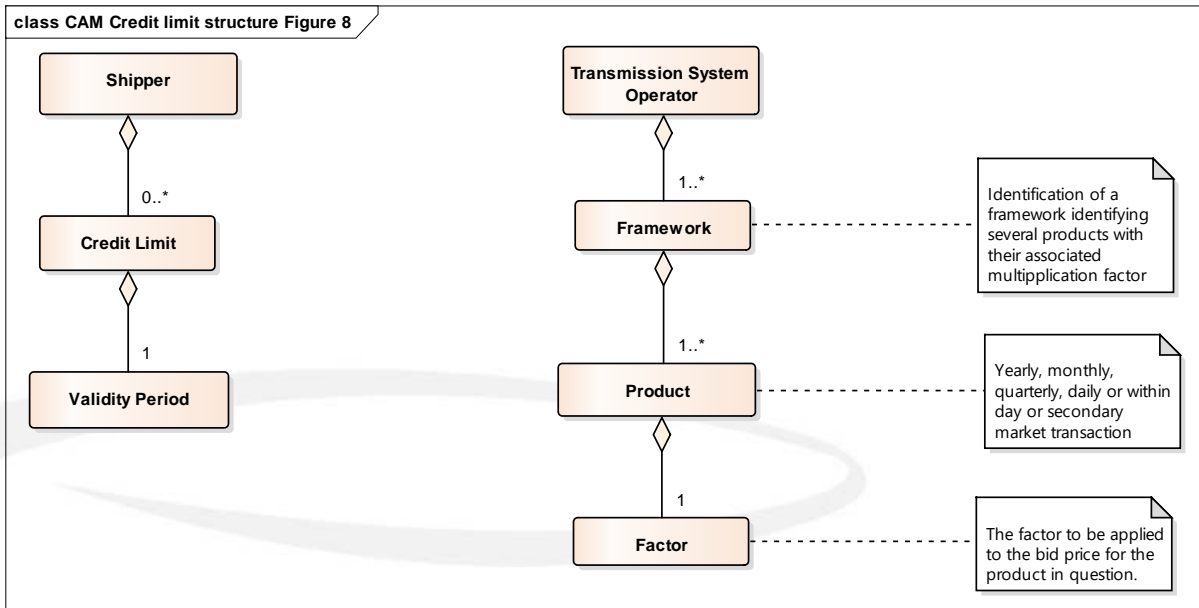 class CAM Credit limit structure Figure 8
Shipper
0..*
Credit Limit
1
Validity Period
Transmission System
Operator
1..*
Framework
1..*
Product
1
Factor
Identification of a
framework identifying
several products with
their associated
multipplication factor
Yearly, monthly,
quarterly, daily or within
day or secondary
market transaction
The factor to be applied
to the bid price for the
product in question.